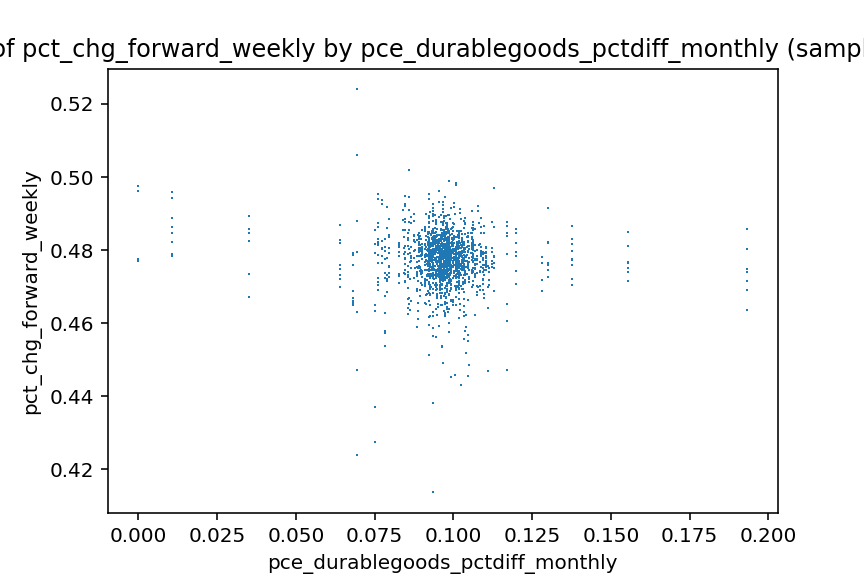 of pct_chg_forward_weekly by pce_durablegoods_pctdiff_monthly (sampl
0.52
0.50
0.48
0.46
0.44
0.42
pct_chg_forward_weekly
0.000 0.025 0.050 0.075 0.100 0.125 0.150 0.175 0.200
pce_durablegoods_pctdiff_monthly